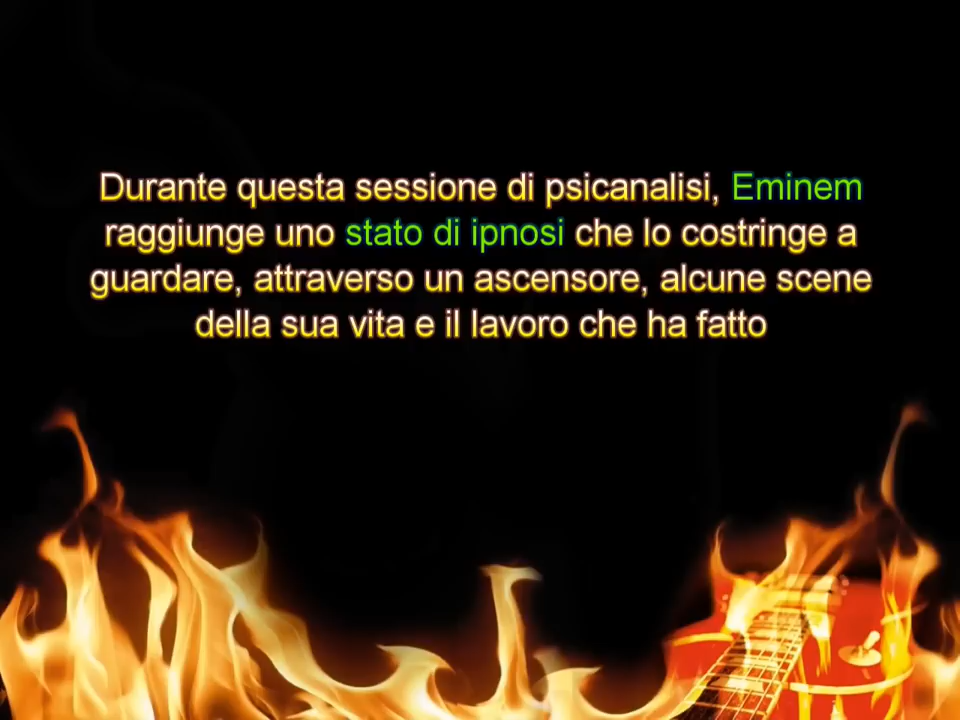 Durante questa sessione di psicanalisi, Eminem
raggiunge uno stato di ipnosi che lo costringe a
guardare, attraverso un ascensore, alcune scene
della sua vita e il lavoro che ha fatto